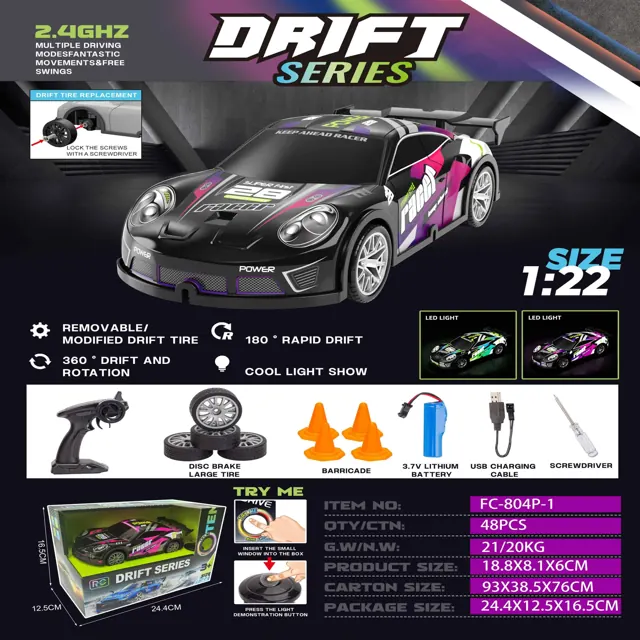 2.4GHZ
MULTIPLE DRIVING
MODESFANTASTIC
MOVEMENTS&FREE
SWINGS
DRIFT
SERIES
DRIFT TIRE REPLACEMENT
LOCK THE SCREWS
WITH A SCREWDRIVER
KEEP AHEAD RACER
28
racer
racer
POWER
POWER
SIZE
1:22
REMOVABLE/
MODIFIED DRIFT TIRE
180 ° RAPID DRIFT
360 ° DRIFT AND
ROTATION
COOL LIGHT SHOW
LED LIGHT
LED LIGHT
DISC BRAKE
LARGE TIRE
BARRICADE
3.7V LITHIUM
BATTERY
USB CHARGING
CABLE
SCREWDRIVER
16.5CM
12.5CM
24.4CM
R/C
DRIFT SERIES
TRY ME
INSERT THE SMALL
WINDOW INTO THE BOX
PRESS THE LIGHT
DEMONSTRATION BUTTON
ITEM NO: FC-804P-1
QTY/CTN: 48PCS
G.W/N.W: 21/20KG
PRODUCT SIZE: 18.8X8.1X6CM
CARTON SIZE: 93X38.5X76CM
PACKAGE SIZE: 24.4X12.5X16.5CM